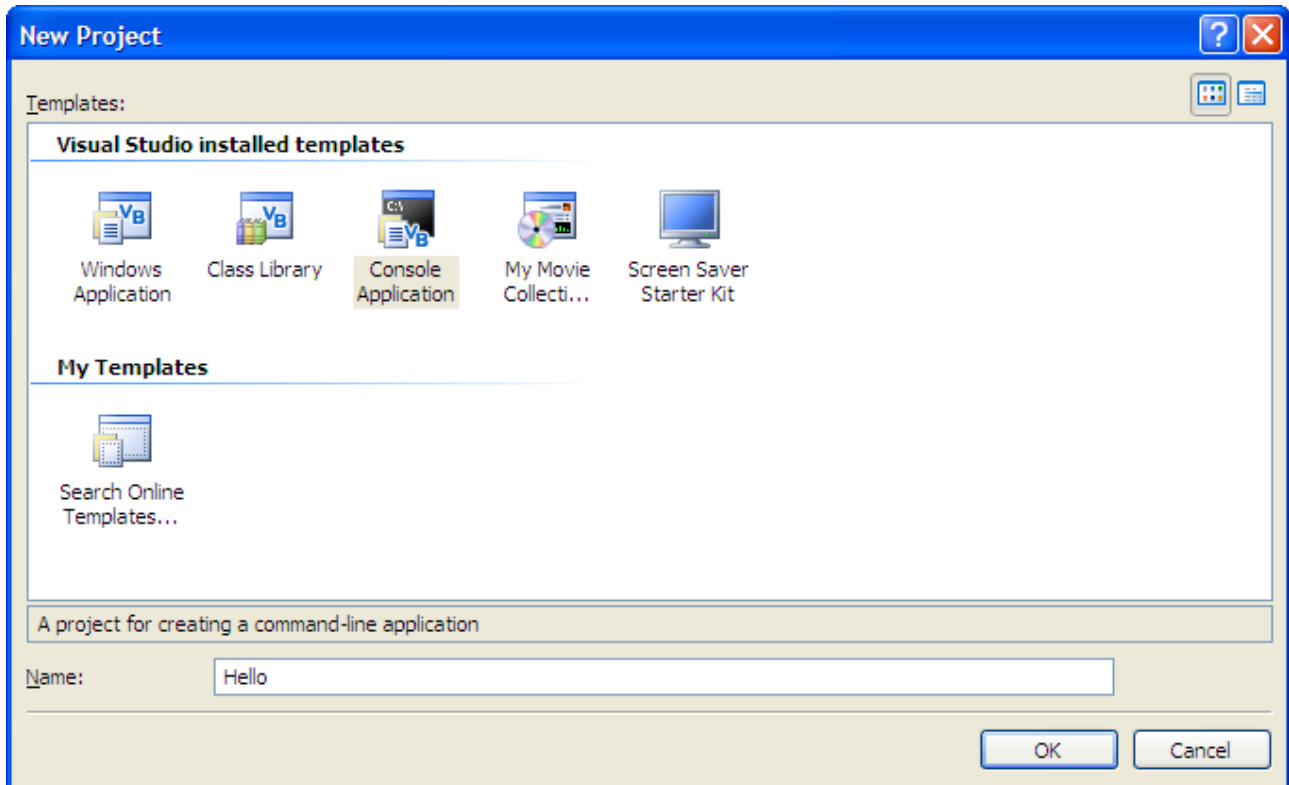 New Project
Templates:
Visual Studio installed templates
Windows Application
Class Library
Console Application
My Movie Collecti...
Screen Saver Starter Kit
My Templates
Search Online Templates...
A project for creating a command-line application
Name:
Hello
OK
Cancel